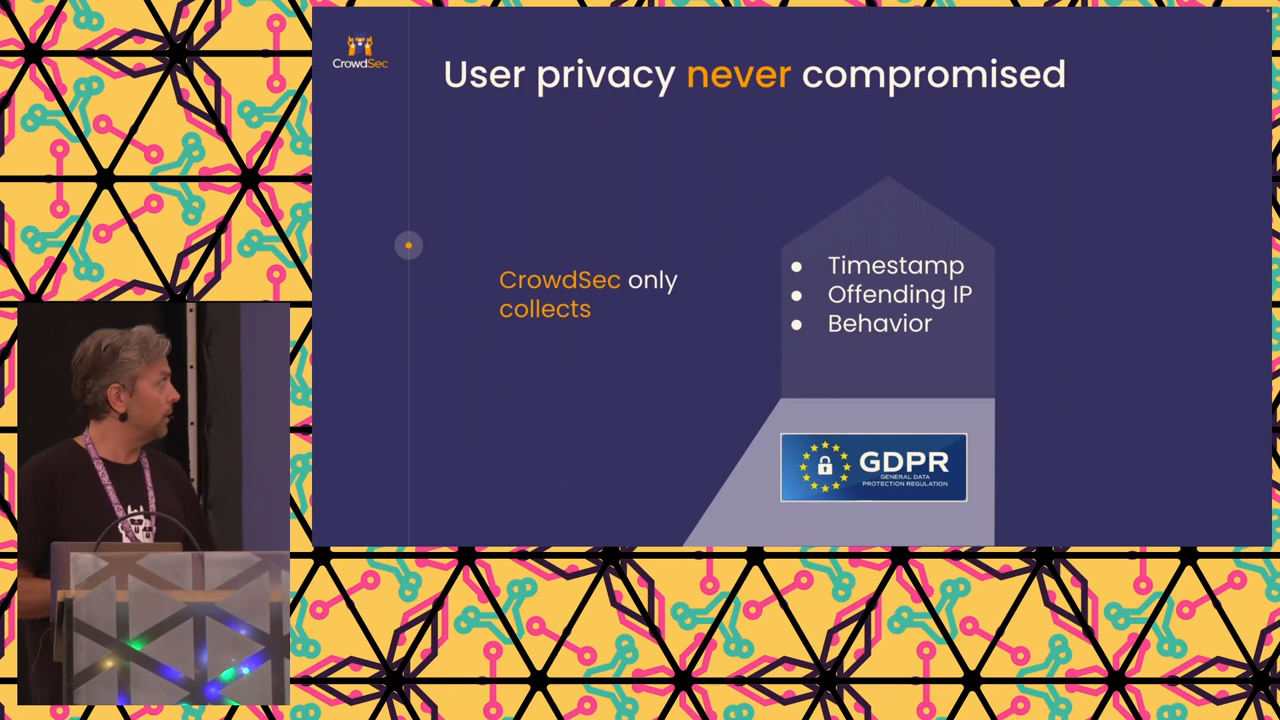 CrowdSec
User privacy never compromised
CrowdSec only
collects
● Timestamp
● Offending IP
● Behavior
GDPR
GENERAL DATA
PROTECTION REGULATION